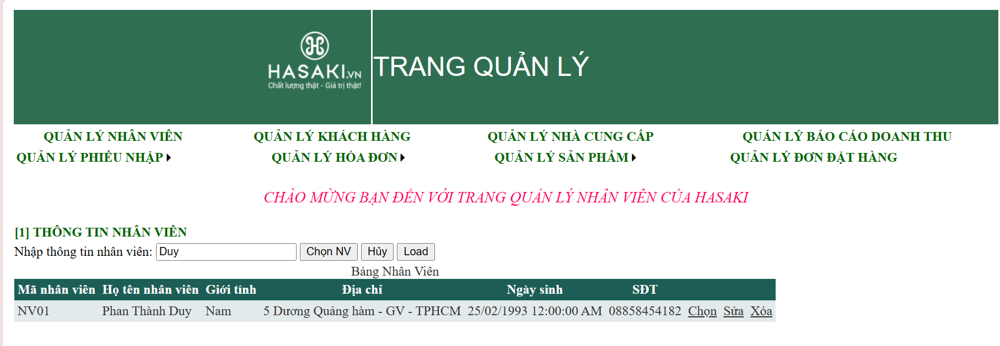 HASAKI.VN
Chất lượng thật - Giá trị thật!
TRANG QUẢN LÝ
QUẢN LÝ NHÂN VIÊN QUẢN LÝ KHÁCH HÀNG QUẢN LÝ NHÀ CUNG CẤP QUÁN LÝ BÁO CÁO DOANH THU
QUẢN LÝ PHIẾU NHẬP QUẢN LÝ HÓA ĐƠN QUẢN LÝ SẢN PHẨM QUẢN LÝ ĐƠN ĐẶT HÀNG
CHÀO MỪNG BẠN ĐẾN VỚI TRANG QUẢN LÝ NHÂN VIÊN CỦA HASAKI
[1] THÔNG TIN NHÂN VIÊN
Nhập thông tin nhân viên: Duy Chọn NV Hủy Load
Bảng Nhân Viên
Mã nhân viên Họ tên nhân viên Giới tính Địa chỉ Ngày sinh SĐT
NV01 Phan Thành Duy Nam 5 Dương Quảng hàm - GV - TPHCM 25/02/1993 12:00:00 AM 08858454182 Chọn Sửa Xóa